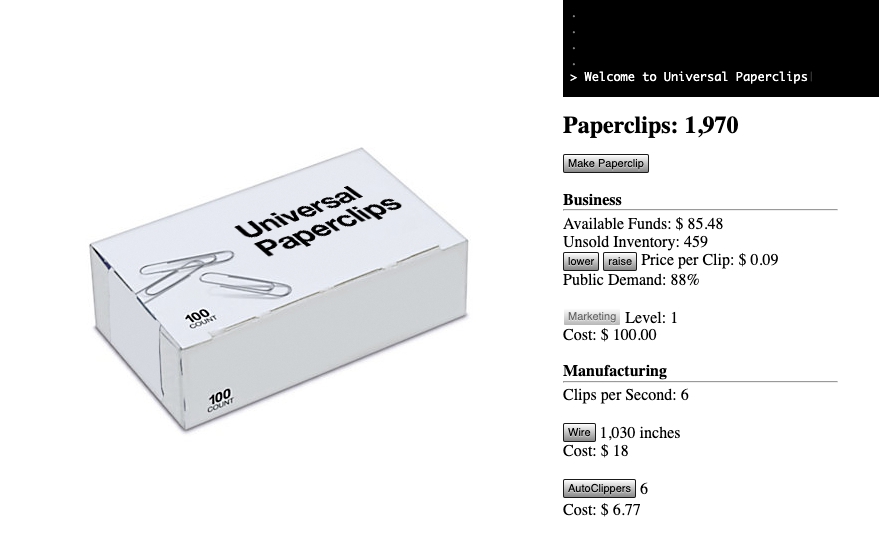 Universal
Paperclips
100
COUNT
100
COUNT
> Welcome to Universal Paperclips
Paperclips: 1,970
Make Paperclip
Business
Available Funds: $ 85.48
Unsold Inventory: 459
lower raise Price per Clip: $ 0.09
Public Demand: 88%
Marketing Level: 1
Cost: $ 100.00
Manufacturing
Clips per Second: 6
Wire 1,030 inches
Cost: $ 18
AutoClippers 6
Cost: $ 6.77